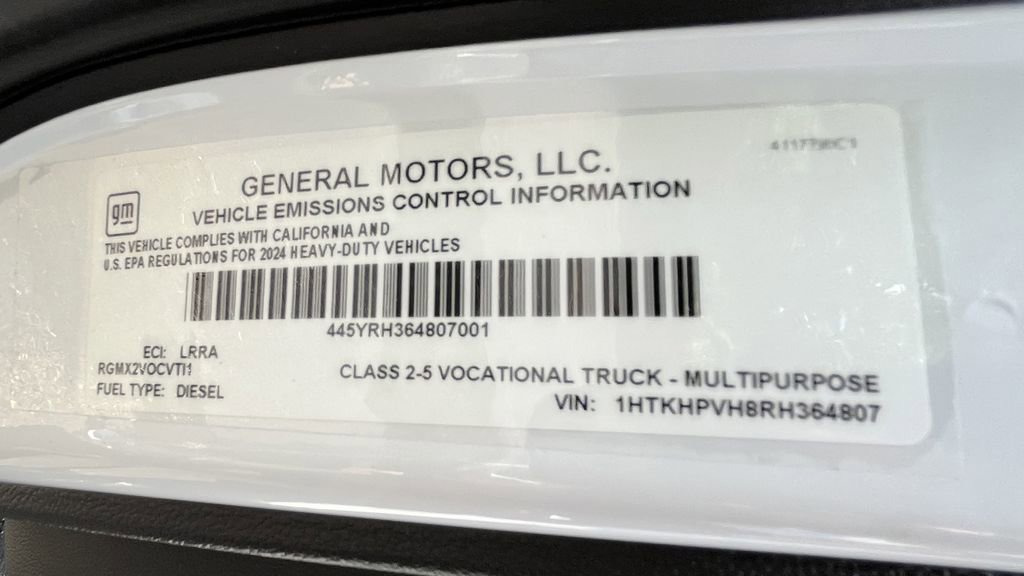 GENERAL MOTORS, LLC.
VEHICLE EMISSIONS CONTROL INFORMATION
gm
THIS VEHICLE COMPLIES WITH CALIFORNIA AND
U.S. EPA REGULATIONS FOR 2024 HEAVY-DUTY VEHICLES
445YRH364807001
ECI: LRRA
RGMX2VOCVTI1
FUEL TYPE: DIESEL
CLASS 2-5 VOCATIONAL TRUCK - MULTIPURPOSE
VIN: 1HTKHPVH8RH364807